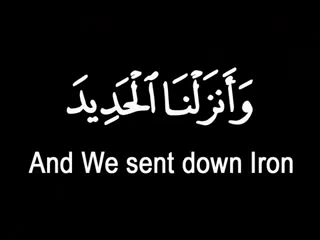 وَأَنزَلْنَا ٱلْحَدِيدَ
And We sent down Iron